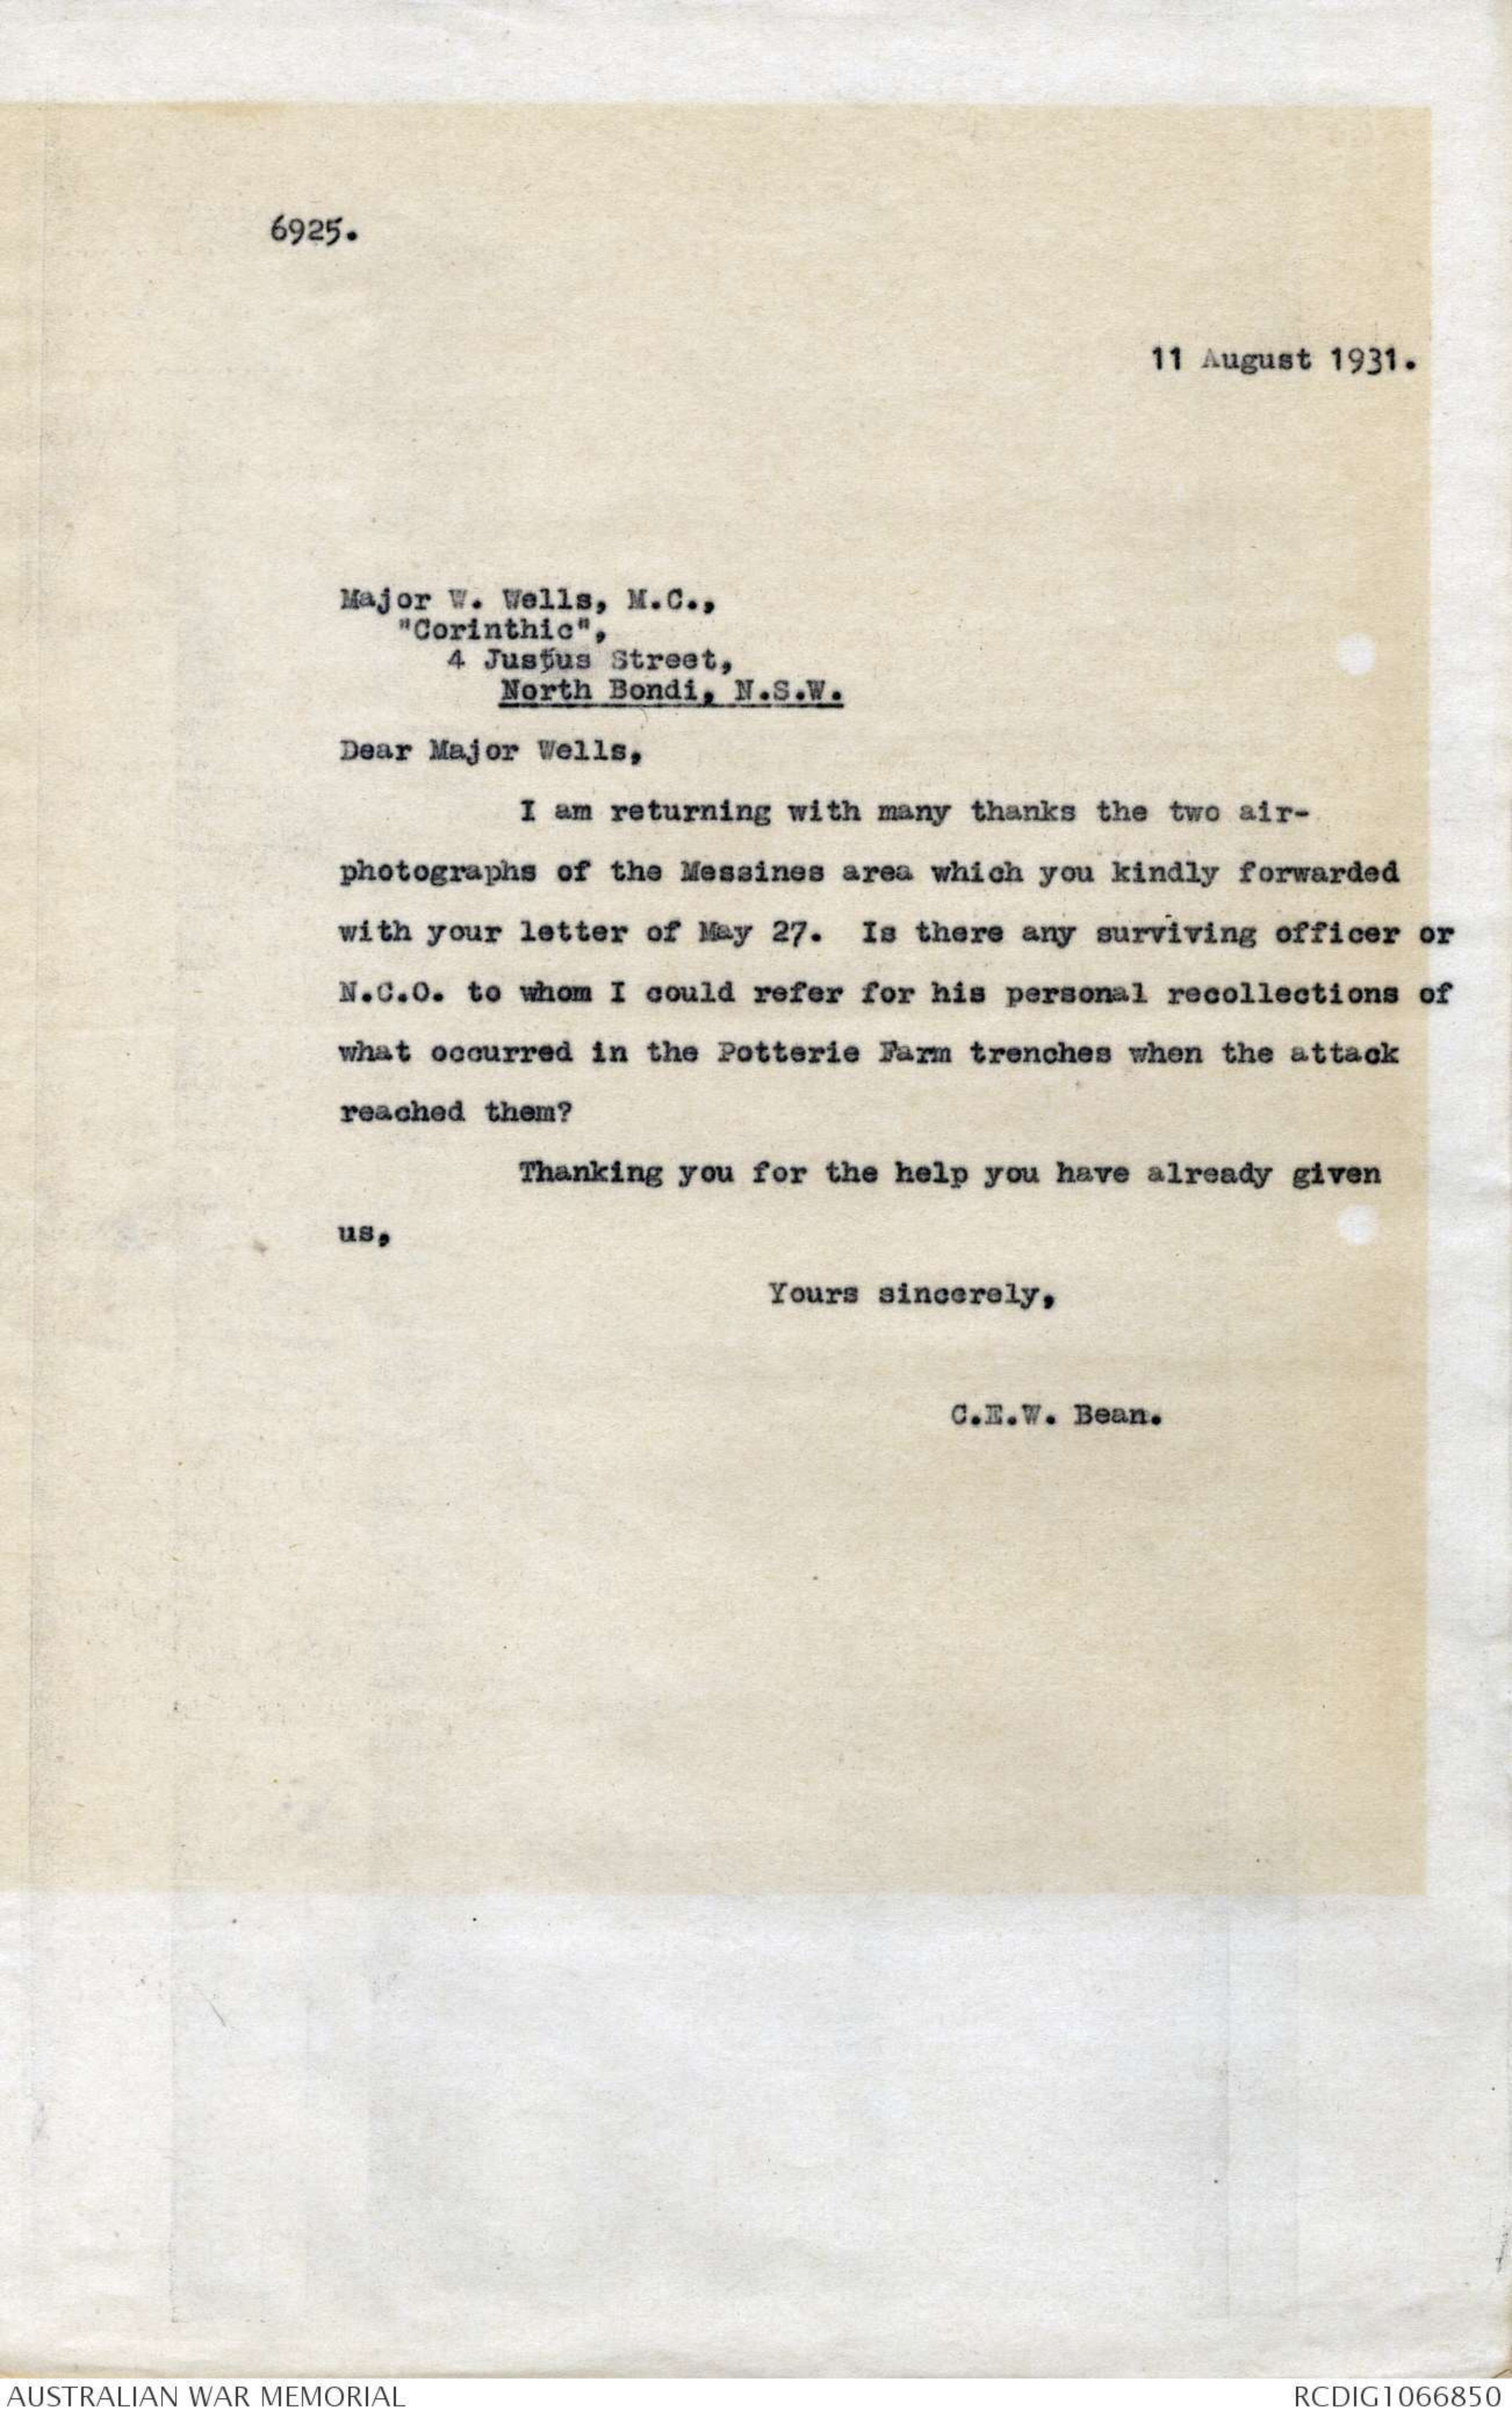 6925.
11 August 1931.
Major W. Wells, M.C.,
"Corinthic",
4 Justus Street,
North Bondi, N.S.W.
Dear Major Wells,
I am returning with many thanks the two air-
photographs of the Messines area which you kindly forwarded
with your letter of May 27. Is there any surviving officer or
N.C.O. to whom I could refer for his personal recollections of
what occurred in the Potterie Farm trenches when the attack
reached them?
Thanking you for the help you have already given
us,
Yours sincerely,
C.E.W. Bean.
AUSTRALIAN WAR MEMORIAL
RCDIG1066850